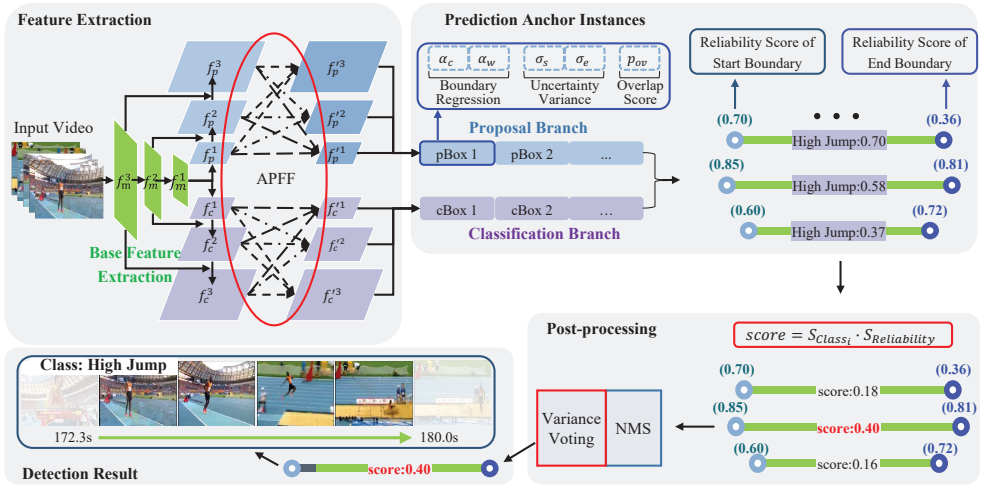 Feature Extraction
Input Video
f_m^3
f_m^2
f_m^1
f_p^3
f_p^2
f_p^1
f_c^1
f_c^2
f_c^3
Base Feature
Extraction
APFF
f'_p^3
f'_p^2
f'_p^1
f'_c^1
f'_c^2
f'_c^3
Prediction Anchor Instances
α_c α_w σ_s σ_e p_ov
Boundary Regression
Uncertainty Variance
Overlap Score
Proposal Branch
pBox 1 pBox 2 ...
cBox 1 cBox 2 ...
Classification Branch
Reliability Score of
Start Boundary
Reliability Score of
End Boundary
• • •
(0.70) High Jump:0.70 (0.36)
(0.85) High Jump:0.58 (0.81)
(0.60) High Jump:0.37 (0.72)
Post-processing
score = S_{Class_i} · S_{Reliability}
(0.70) score:0.18 (0.36)
(0.85) score:0.40 (0.81)
(0.60) score:0.16 (0.72)
Variance
Voting
NMS
Class: High Jump
172.3s 180.0s
Detection Result
score:0.40